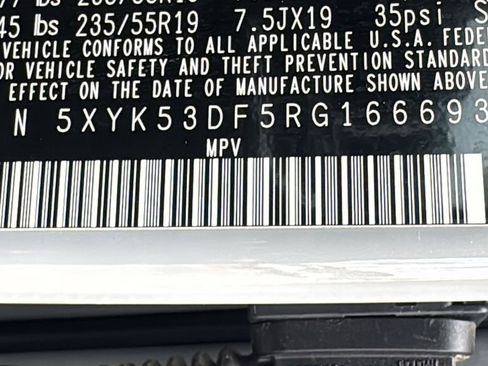 45 lbs 235/55R19 7.5JX19 35psi S
VEHICLE CONFORMS TO ALL APPLICABLE U.S.A. FEDE
OR VEHICLE SAFETY AND THEFT PREVENTION STANDARD
ECT ON THE DATE OF MANUFACTURE SHOWN ABOVE
N 5XYK53DF5RG166693
MPV